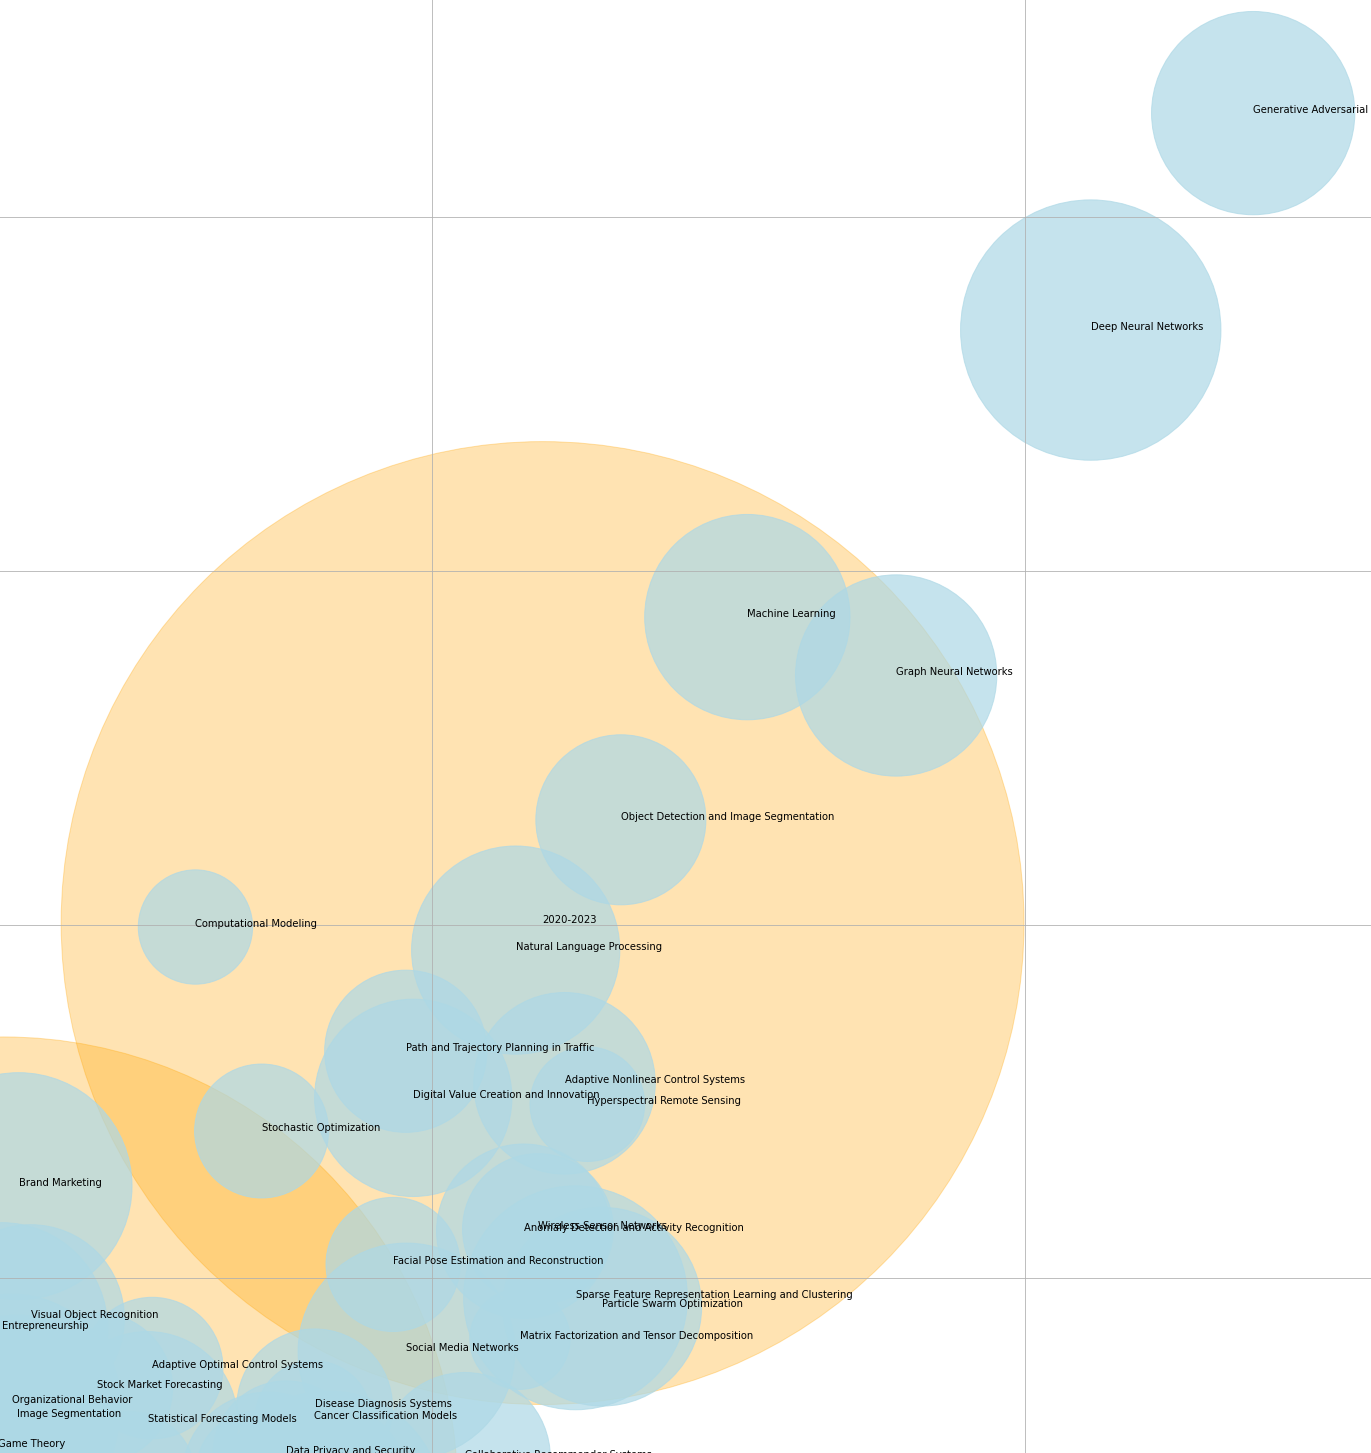 Generative Adversarial
Deep Neural Networks
Machine Learning
Graph Neural Networks
Object Detection and Image Segmentation
2020-2023
Computational Modeling
Natural Language Processing
Path and Trajectory Planning in Traffic
Adaptive Nonlinear Control Systems
Digital Value Creation and Innovation
Hyperspectral Remote Sensing
Stochastic Optimization
Brand Marketing
Wireless Sensor Networks
Anomaly Detection and Activity Recognition
Facial Pose Estimation and Reconstruction
Sparse Feature Representation Learning and Clustering
Particle Swarm Optimization
Visual Object Recognition
Entrepreneurship
Matrix Factorization and Tensor Decomposition
Social Media Networks
Adaptive Optimal Control Systems
Stock Market Forecasting
Organizational Behavior
Disease Diagnosis Systems
Image Segmentation
Cancer Classification Models
Statistical Forecasting Models
Game Theory
Data Privacy and Security
Collaborative Recommender Systems